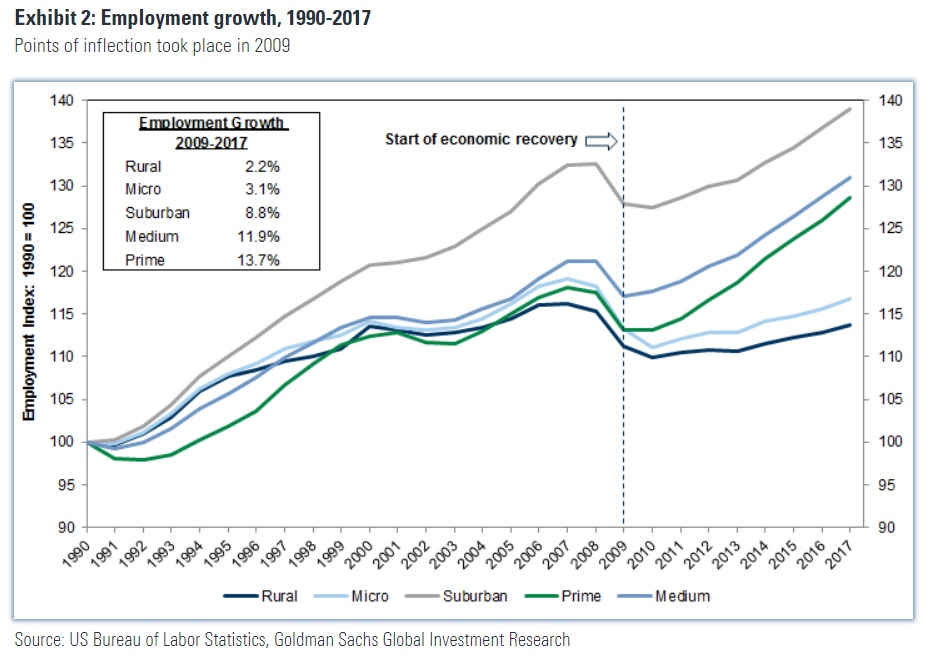 Exhibit 2: Employment growth, 1990-2017
Points of inflection took place in 2009
140
135
130
125
120
115
110
105
100
95
90
Employment Index: 1990 = 100
Employment Growth
2009-2017
Rural 2.2%
Micro 3.1%
Suburban 8.8%
Medium 11.9%
Prime 13.7%
Start of economic recovery
140
135
130
125
120
115
110
105
100
95
90
1990 1991 1992 1993 1994 1995 1996 1997 1998 1999 2000 2001 2002 2003 2004 2005 2006 2007 2008 2009 2010 2011 2012 2013 2014 2015 2016 2017
Rural Micro Suburban Prime Medium
Source: US Bureau of Labor Statistics, Goldman Sachs Global Investment Research